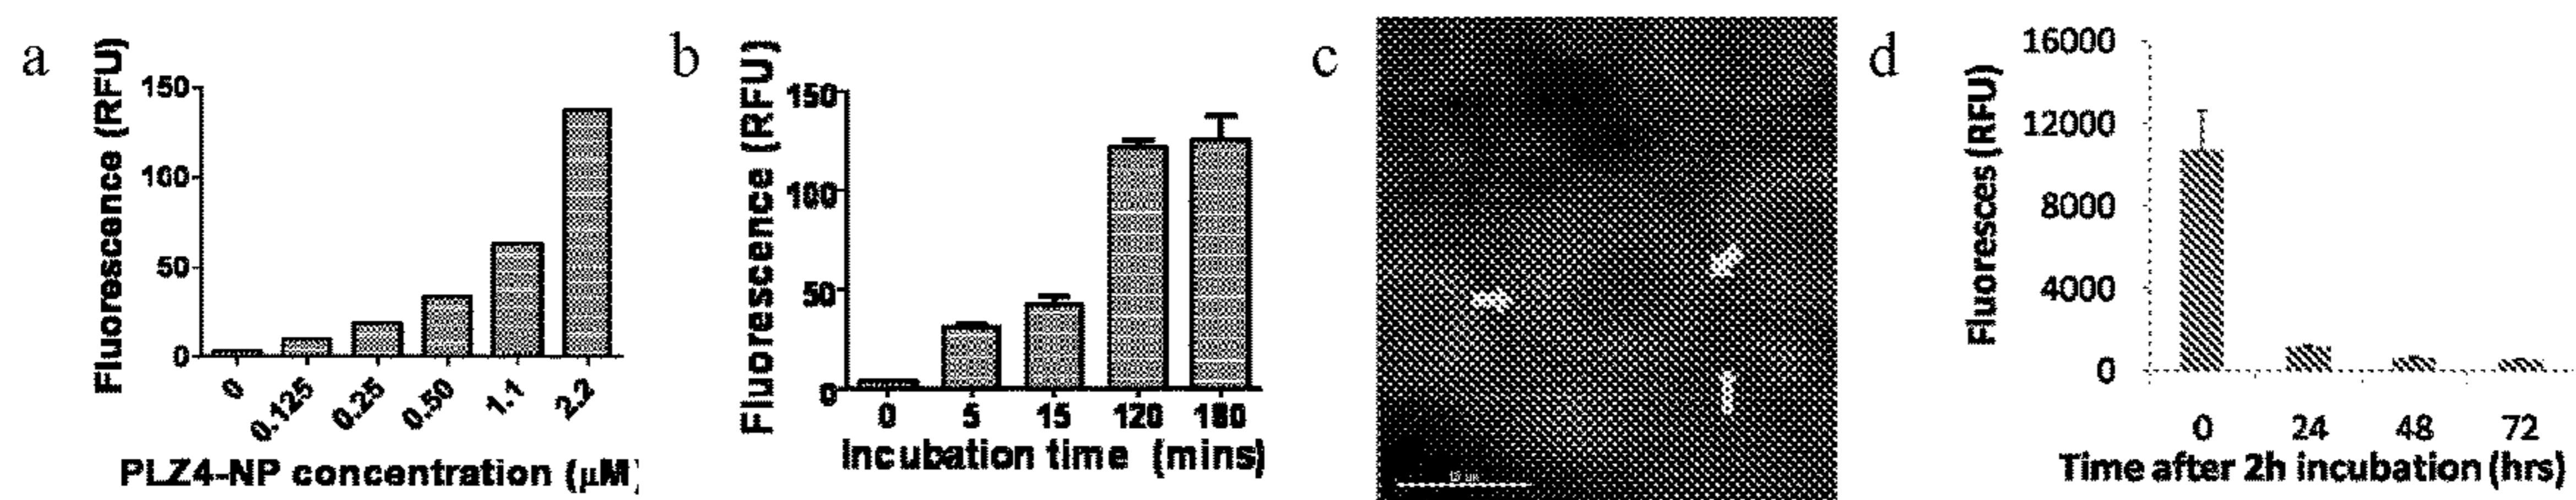 a
Fluorescence (RFU)
150
100
50
0
0
0.125
0.25
0.50
1.1
2.2
PLZ4-NP concentration (μM)
b
Fluorescence (RFU)
150
100
50
0
0
5
15
120
180
Incubation time (mins)
c
d
Fluoresces (RFU)
16000
12000
8000
4000
0
0
24
48
72
Time after 2h incubation (hrs)